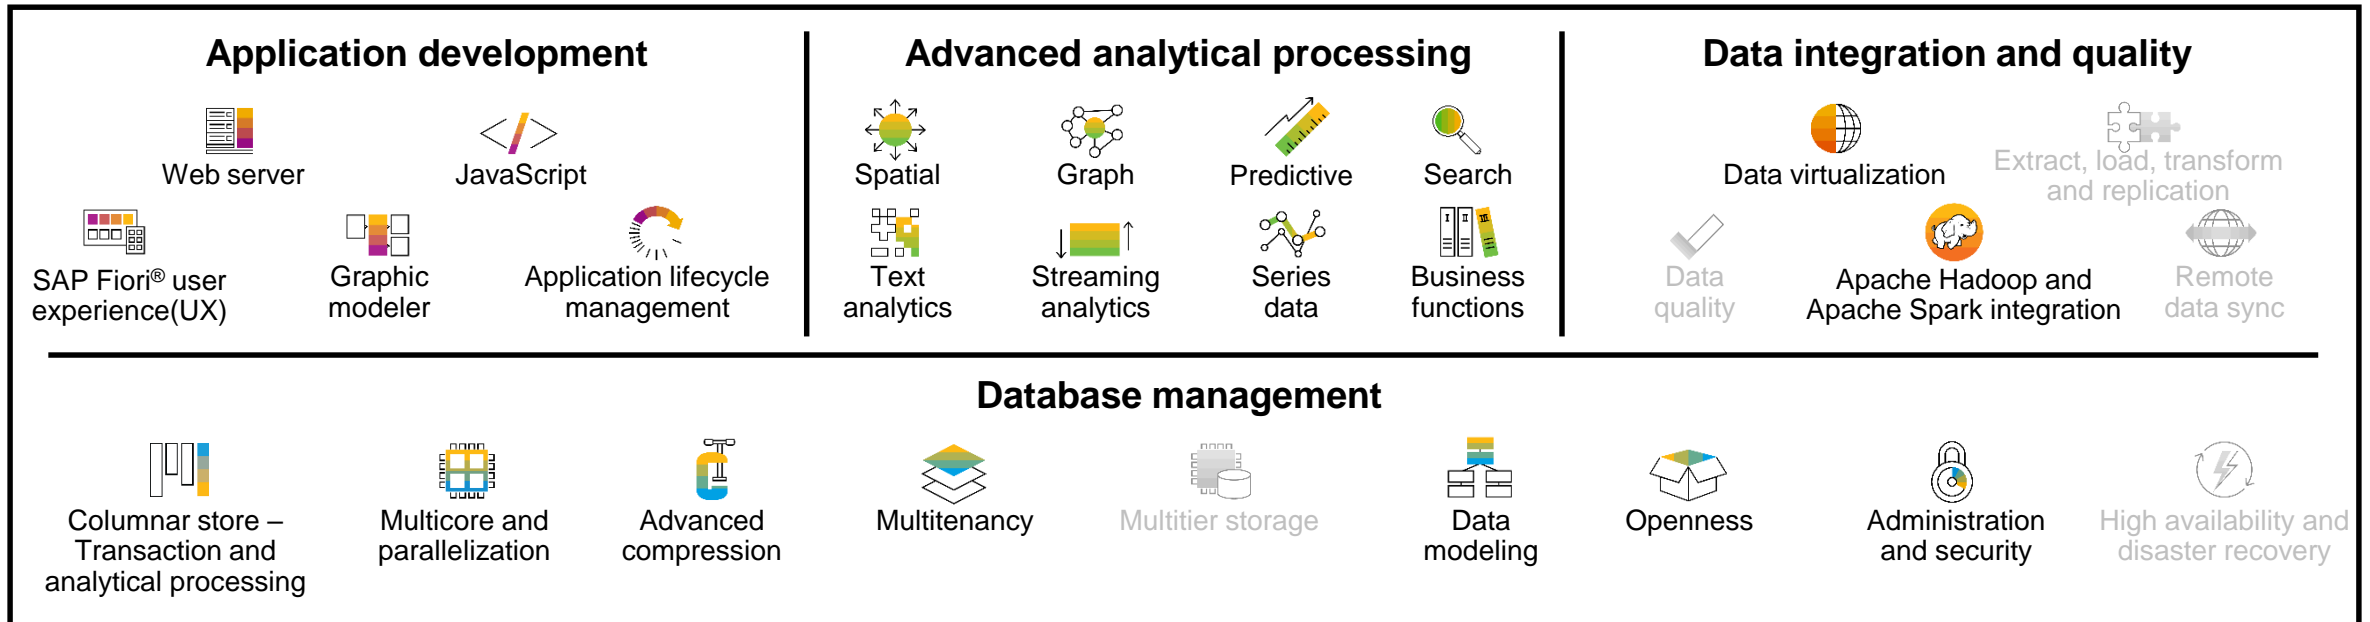 Application development
Web server
JavaScript
SAP Fiori® user
experience(UX)
Graphic
modeler
Application lifecycle
management
Advanced analytical processing
Spatial
Graph
Predictive
Search
Text
analytics
Streaming
analytics
Series
data
I II III
Business
functions
Data integration and quality
Data virtualization
Extract, load, transform
and replication
Data
quality
Apache Hadoop and
Apache Spark integration
Remote
data sync
Database management
Columnar store –
Transaction and
analytical processing
Multicore and
parallelization
Advanced
compression
Multitenancy
Multitier storage
Data
modeling
Openness
Administration
and security
High availability and
disaster recovery